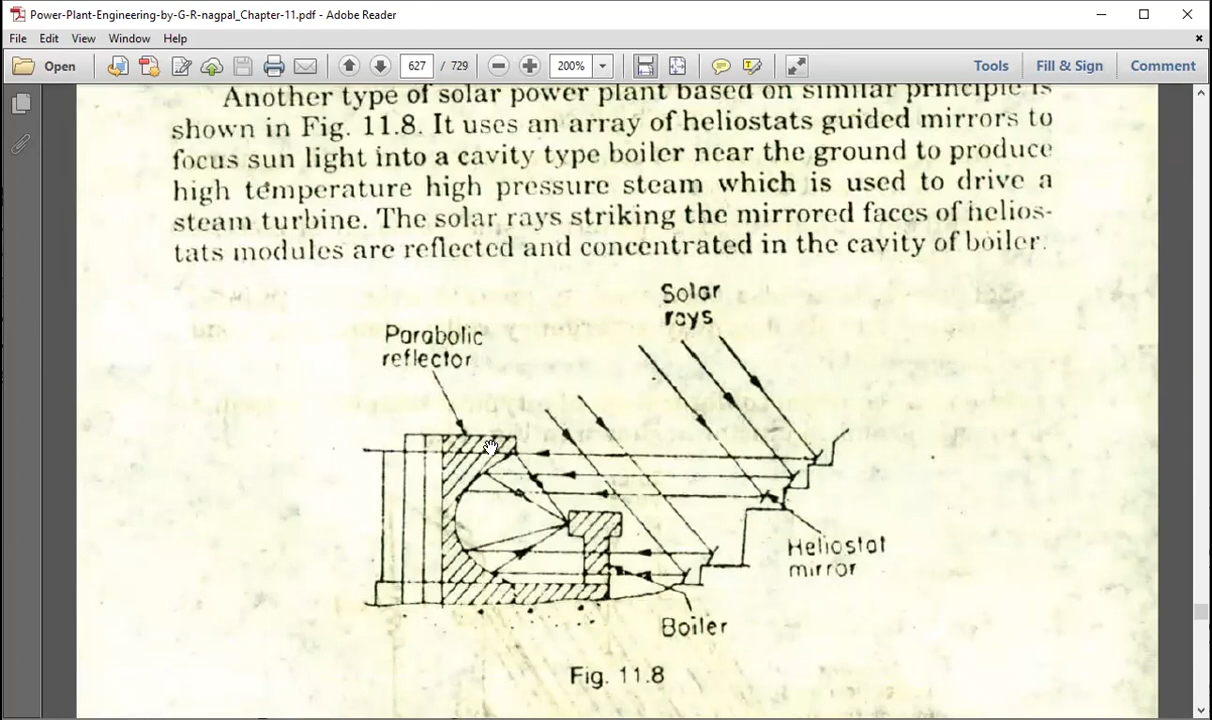 Power-Plant-Engineering-by-G-R-nagpal_Chapter-11.pdf - Adobe Reader
File Edit View Window Help
Open 627 / 729 200% Tools Fill & Sign Comment
Another type of solar power plant based on similar principle is
shown in Fig. 11.8. It uses an array of heliostats guided mirrors to
focus sun light into a cavity type boiler near the ground to produce
high temperature high pressure steam which is used to drive a
steam turbine. The solar rays striking the mirrored faces of helios-
tats modules are reflected and concentrated in the cavity of boiler.
Solar
rays
Parabolic
reflector
Heliostat
mirror
Boiler
Fig. 11.8